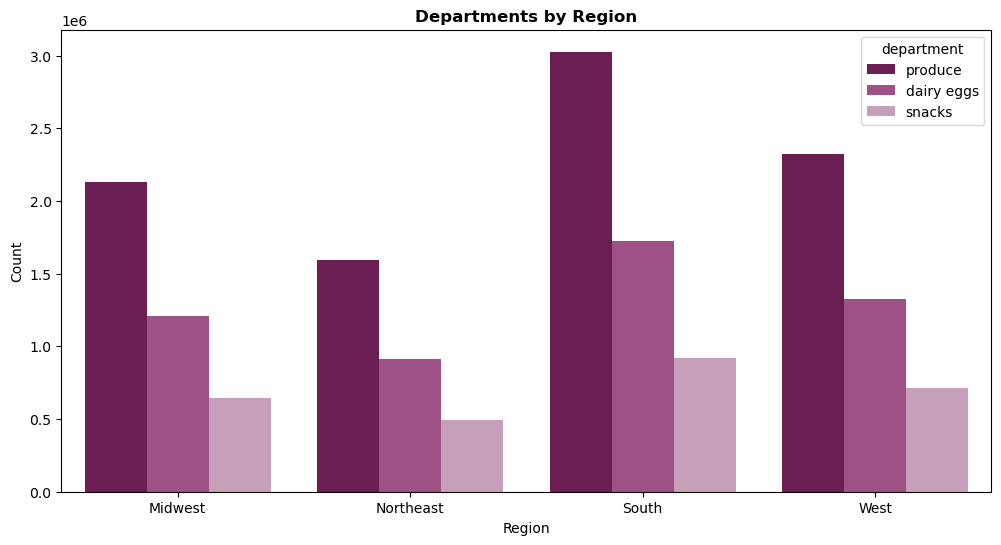 Departments by Region
1e6
department
produce
dairy eggs
snacks
3.0
2.5
2.0
1.5
1.0
0.5
0.0
Count
Midwest
Northeast
South
West
Region